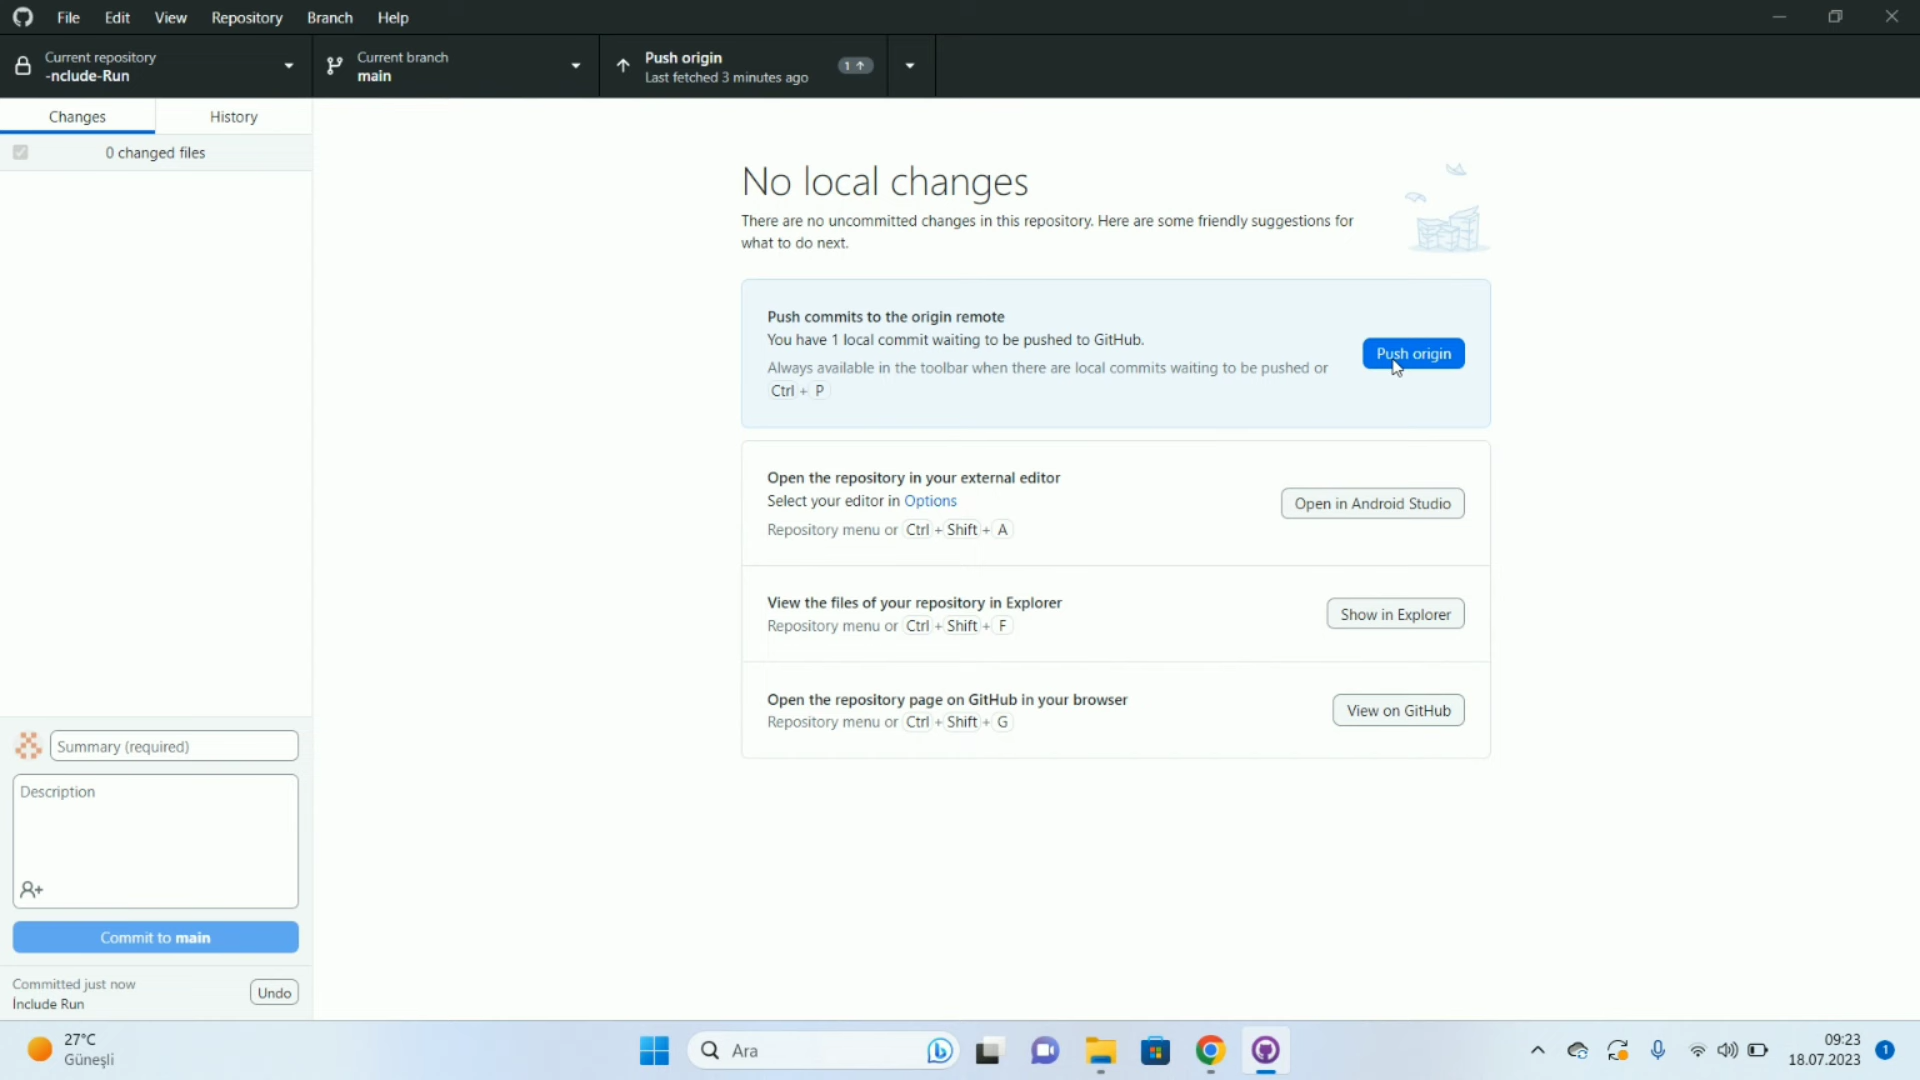 File Edit View Repository Branch Help
Current repository
-nclude-Run
Current branch
main
Push origin
Last fetched 3 minutes ago
1
Changes History
0 changed files
No local changes
There are no uncommitted changes in this repository. Here are some friendly suggestions for
what to do next.
Push commits to the origin remote
You have 1 local commit waiting to be pushed to GitHub.
Always available in the toolbar when there are local commits waiting to be pushed or
Ctrl + P
Push origin
Open the repository in your external editor
Select your editor in Options
Repository menu or Ctrl + Shift + A
Open in Android Studio
View the files of your repository in Explorer
Repository menu or Ctrl + Shift + F
Show in Explorer
Open the repository page on GitHub in your browser
Repository menu or Ctrl + Shift + G
View on GitHub
Summary (required)
Description
Commit to main
Committed just now
İnclude Run
Undo
27°C
Güneşli
Ara
09:23
18.07.2023
1